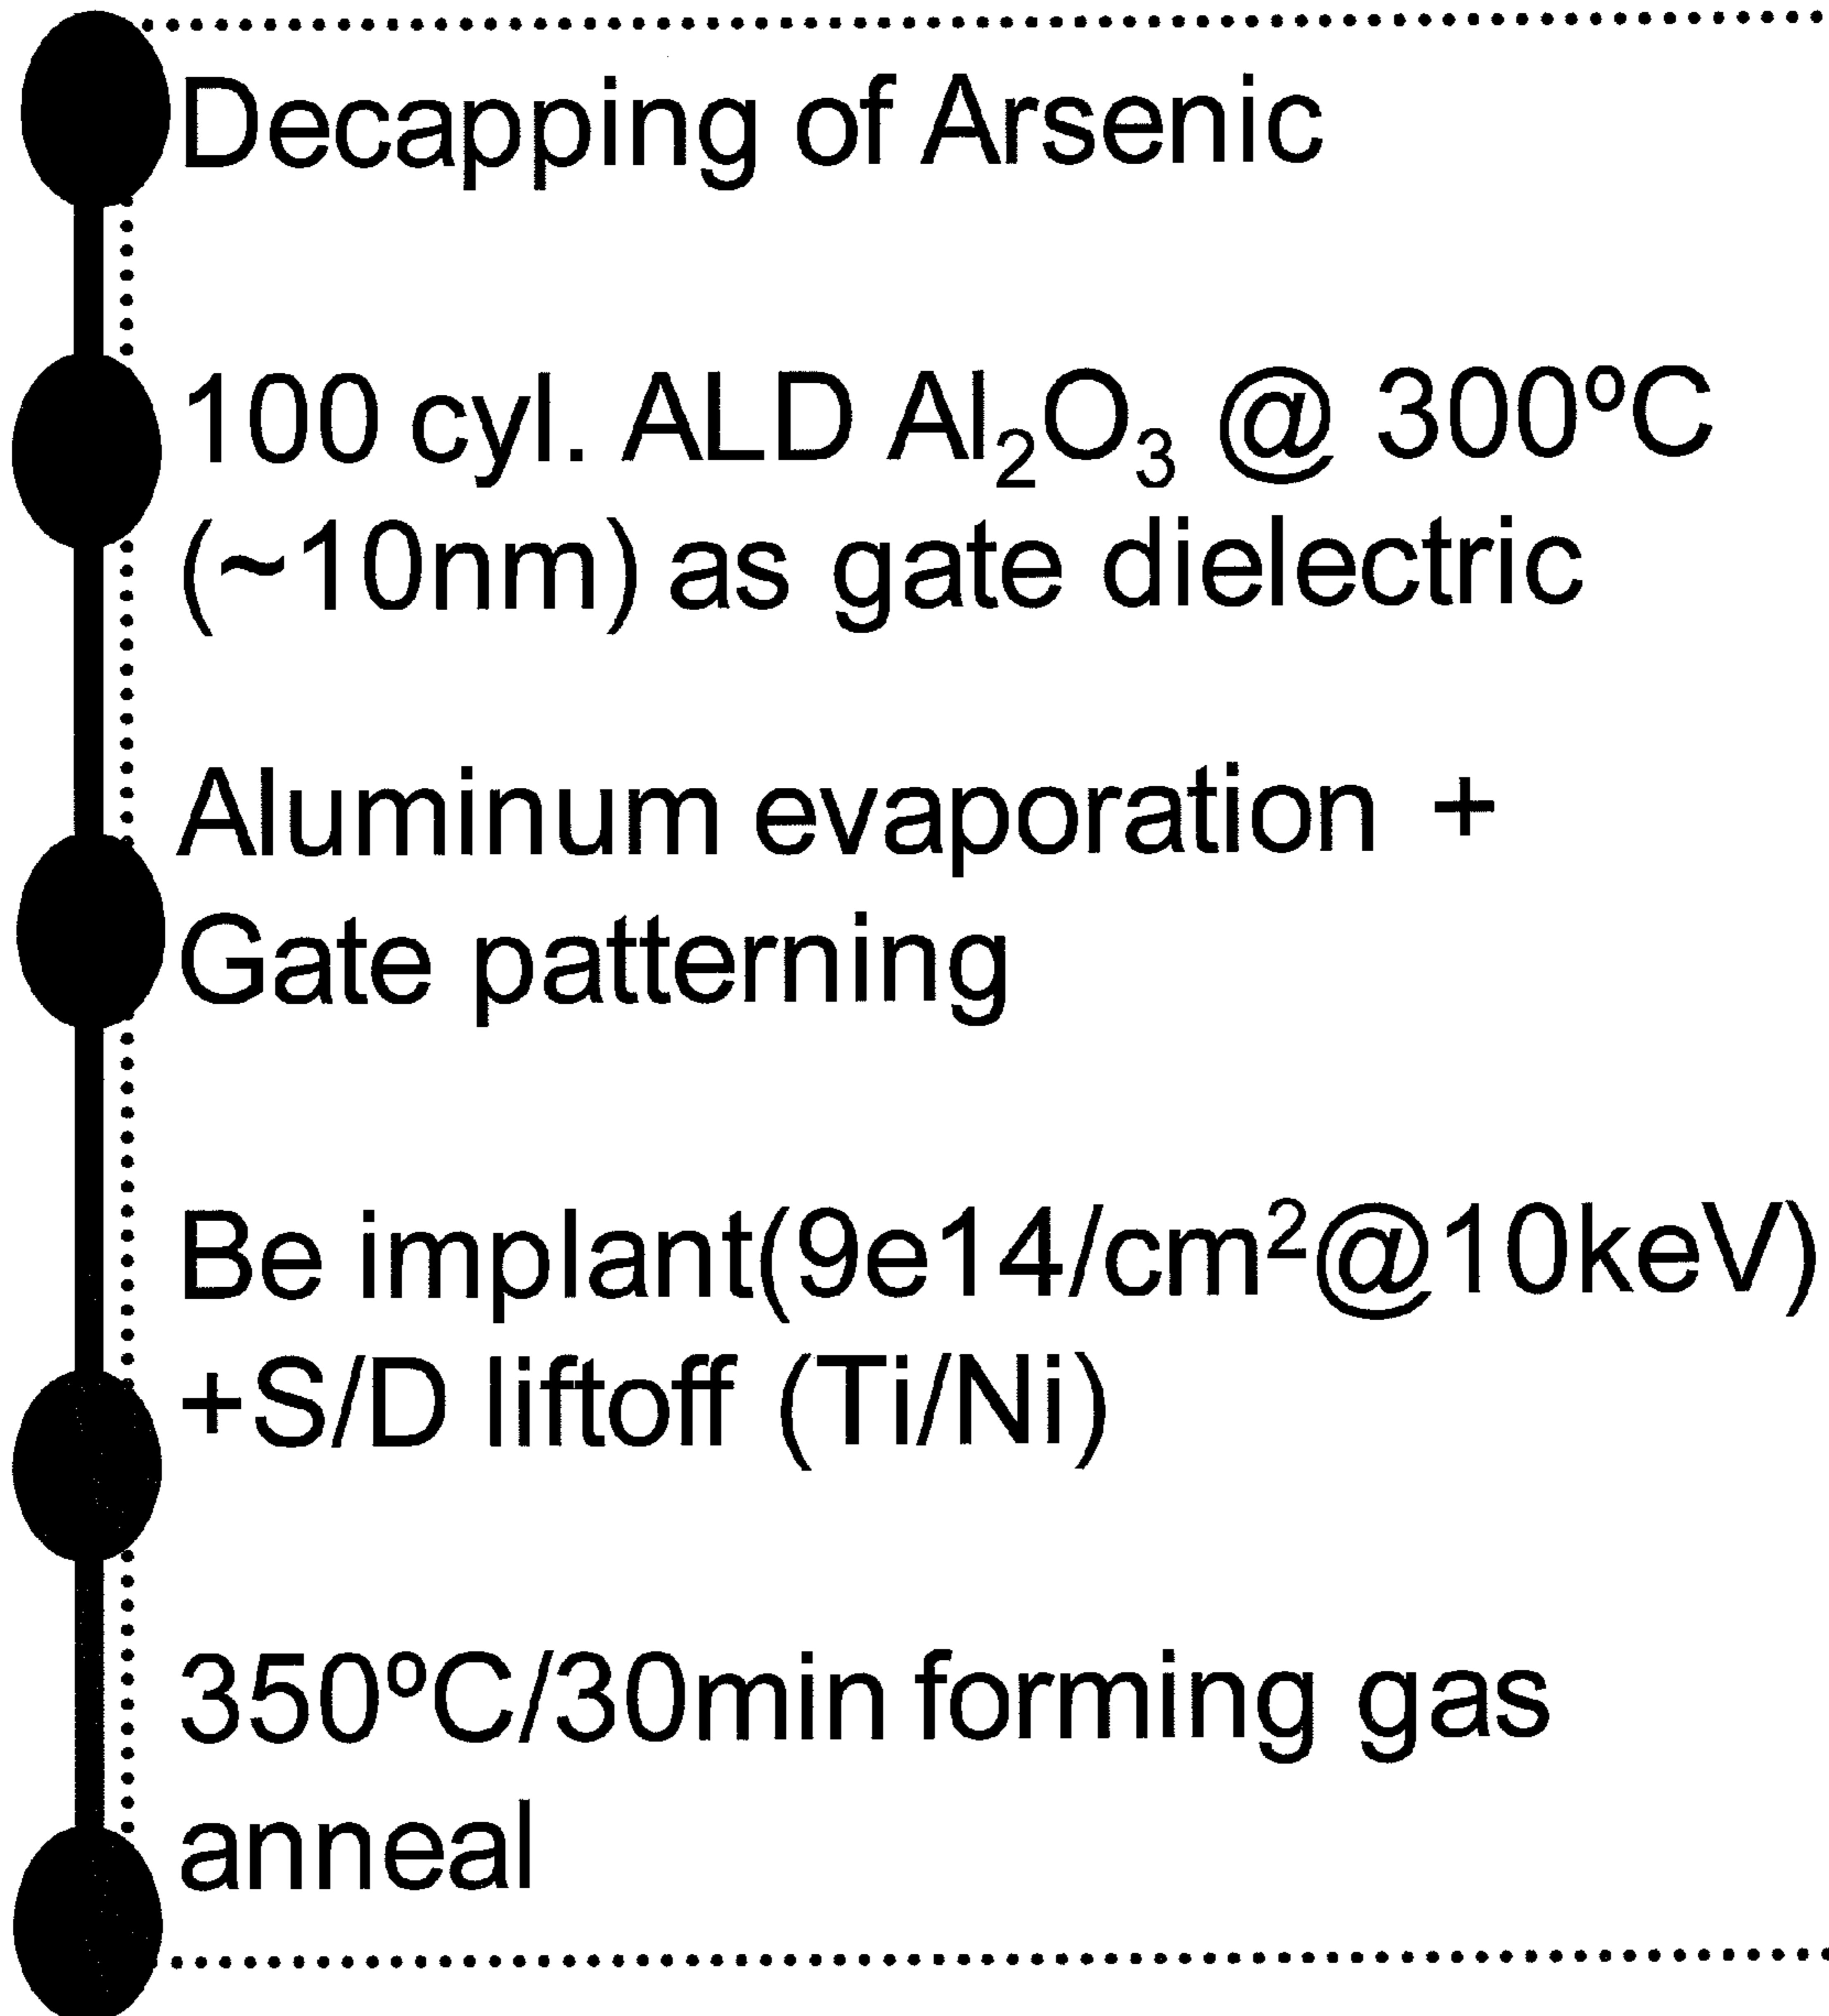 Decapping of Arsenic
100 cyl. ALD Al₂O₃ @ 300ºC
(~10nm) as gate dielectric
Aluminum evaporation +
Gate patterning
Be implant(9e14/cm²@10keV)
+S/D liftoff (Ti/Ni)
350ºC/30min forming gas
anneal